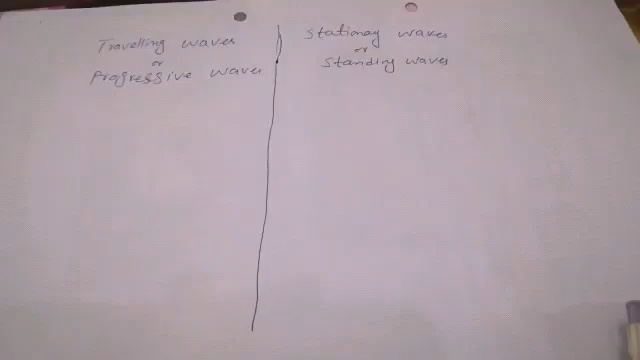 Travelling waves
or
Progressive waves
Stationary waves
or
Standing waves